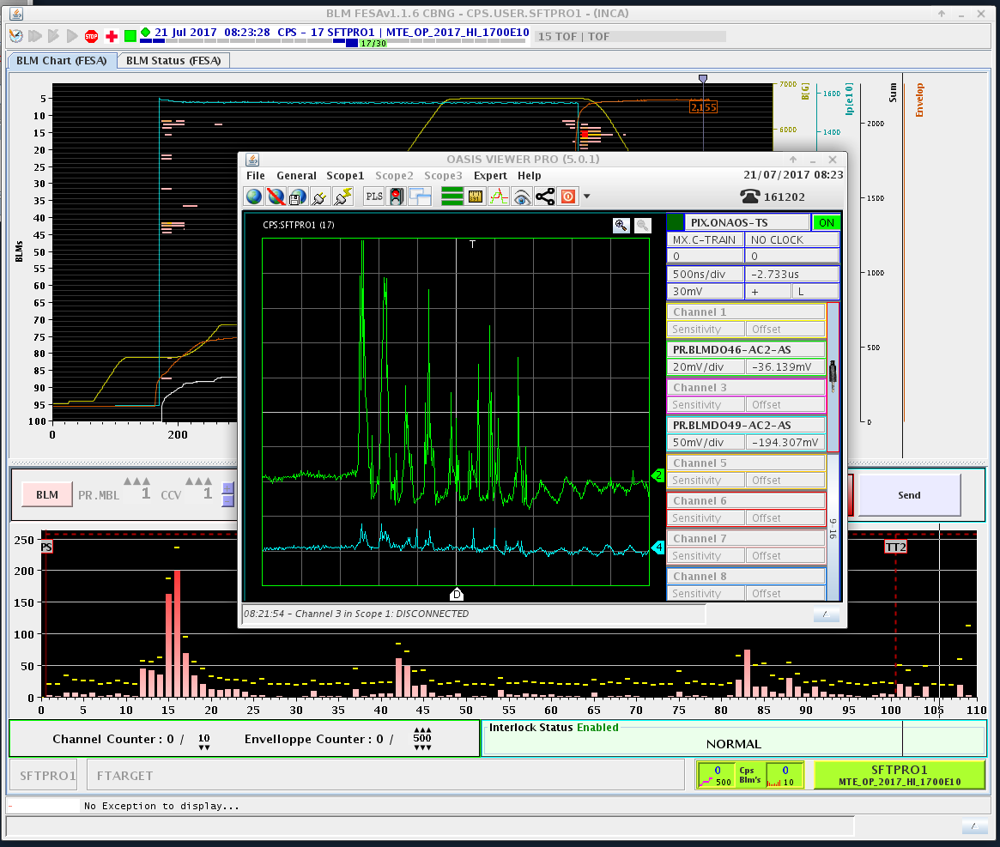 BLM FESAv1.1.6 CBNG - CPS.USER.SFTPRO1 - (INCA)
STOP
21 Jul 2017 08:23:28 CPS - 17 SFTPRO1 | MTE_OP_2017_HI_1700E10
17/30
15 TOF | TOF
BLM Chart (FESA)
BLM Status (FESA)
BLMs
5
10
15
20
25
30
35
40
45
50
55
60
65
70
75
80
85
90
95
100
0
200
2,155
7000
6000
B[G]
1600
1400
Ip[e10]
Sum
2000
1500
1000
500
0
Envelop
OASIS VIEWER PRO (5.0.1)
File General Scope1 Scope2 Scope3 Expert Help
21/07/2017 08:23
PLS
161202
CPS:SFTPRO1 (17)
T
2
4
D
PIX.ONAOS-TS
ON
MX.C-TRAIN
NO CLOCK
0
0
500ns/div
-2.733us
30mV
+
L
Channel 1
Sensitivity
Offset
PR.BLMDO46-AC2-AS
20mV/div
-36.139mV
Channel 3
Sensitivity
Offset
PR.BLMDO49-AC2-AS
50mV/div
-194.307mV
Channel 5
Sensitivity
Offset
Channel 6
Sensitivity
Offset
Channel 7
Sensitivity
Offset
Channel 8
Sensitivity
Offset
9-16
08:21:54 - Channel 3 in Scope 1: DISCONNECTED
BLM
PR.MBL
1
CCV
1
Send
PS
TT2
250
200
150
100
50
0
0 5 10 15 20 25 30 35 40 45 50 55 60 65 70 75 80 85 90 95 100 105 110
Channel Counter : 0 / 10
Enveloppe Counter : 0 / 500
Interlock Status Enabled
NORMAL
SFTPRO1
FTARGET
0
500
Cps
Blm's
0
10
SFTPRO1
MTE_OP_2017_HI_1700E10
- No Exception to display...